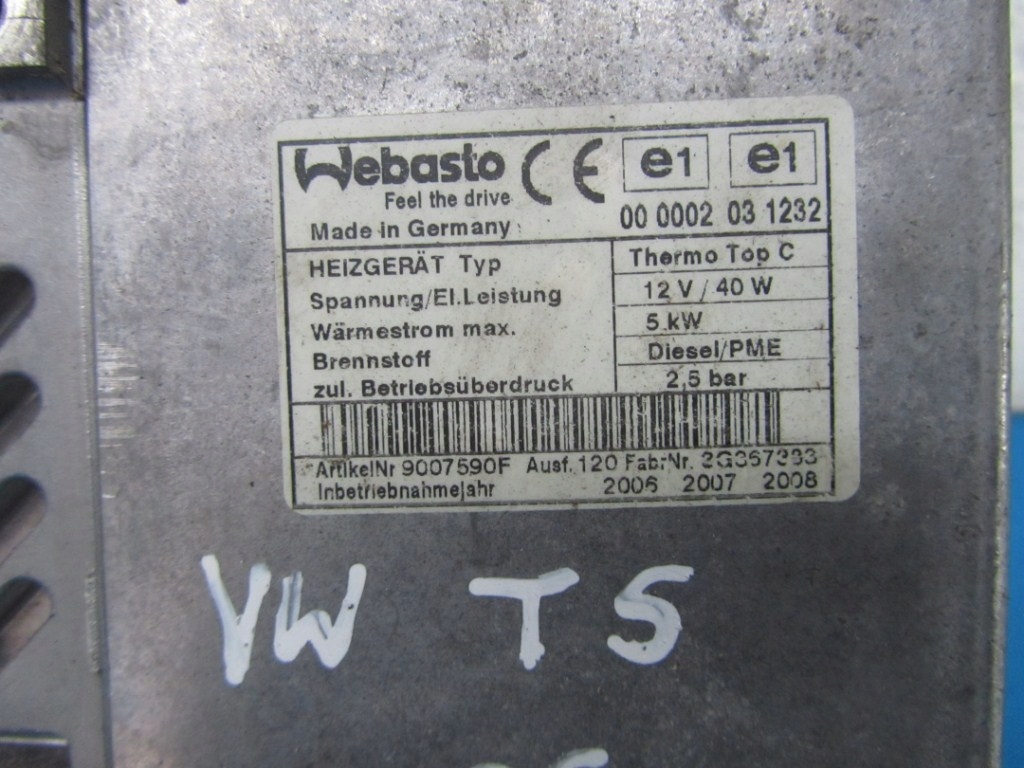 Webasto CE e1 e1
Feel the drive
00 0002 03 1232
Made in Germany
HEIZGERÄT Typ Thermo Top C
Spannung/El.Leistung 12 V / 40 W
Wärmestrom max. 5 kW
Brennstoff Diesel/PME
zul. Betriebsüberdruck 2,5 bar
ArtikelNr 9007590F Ausf. 120 Fab.Nr.
Inbetriebnahmejahr 2006 2007 2008
VW T5